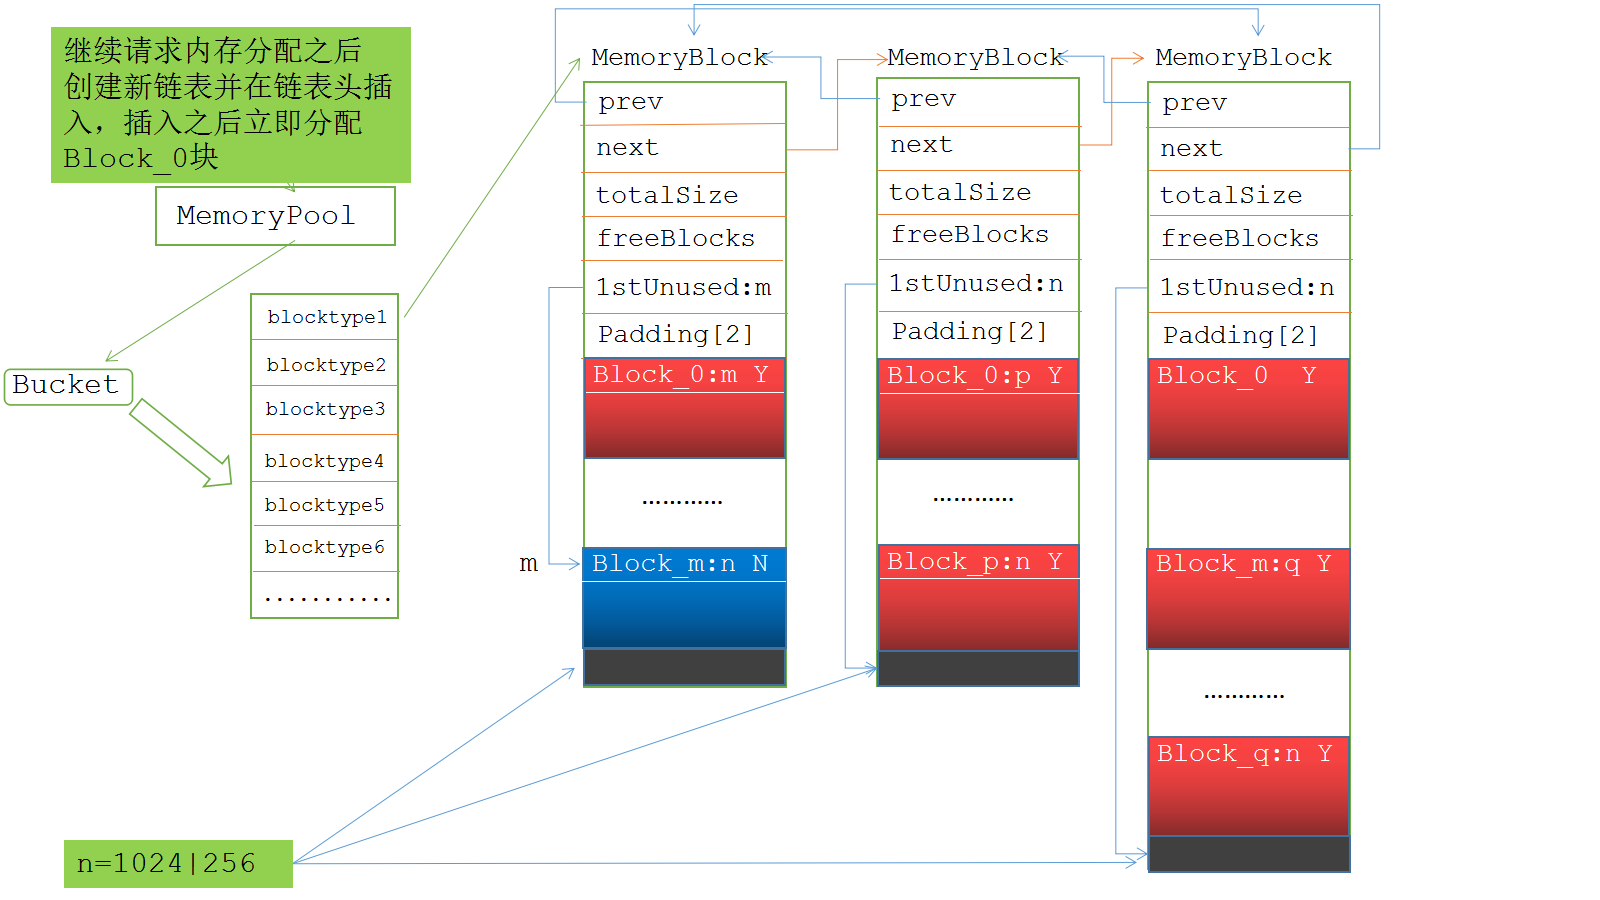 继续请求内存分配之后
创建新链表并在链表头插
入，插入之后立即分配
Block_0块
MemoryPool
Bucket
blocktype1
blocktype2
blocktype3
blocktype4
blocktype5
blocktype6
...........
n=1024|256
m
MemoryBlock
prev
next
totalSize
freeBlocks
1stUnused:m
Padding[2]
Block_0:m Y
…………
Block_m:n N
MemoryBlock
prev
next
totalSize
freeBlocks
1stUnused:n
Padding[2]
Block_0:p Y
…………
Block_p:n Y
MemoryBlock
prev
next
totalSize
freeBlocks
1stUnused:n
Padding[2]
Block_0 Y
Block_m:q Y
…………
Block_q:n Y